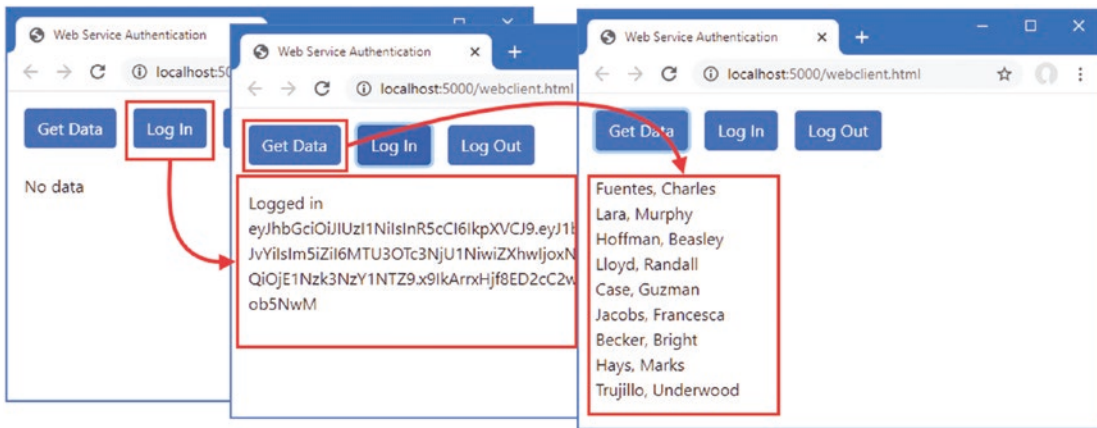 Web Service Authentication
localhost:50
Get Data
Log In
No data
Web Service Authentication
localhost:5000/webclient.html
Get Data
Log In
Log Out
Logged in
eyJhbGciOiJIUzI1NiIsInR5cCI6IkpXVCJ9.eyJ1b
JvYiIsIm5iZiI6MTU3OTc3NjU1NiwiZXhwIjoxN
QiOjE1Nzk3NzY1NTZ9.x9IkArrxHjf8ED2cC2w
ob5NwM
Web Service Authentication
localhost:5000/webclient.html
Get Data
Log In
Log Out
Fuentes, Charles
Lara, Murphy
Hoffman, Beasley
Lloyd, Randall
Case, Guzman
Jacobs, Francesca
Becker, Bright
Hays, Marks
Trujillo, Underwood